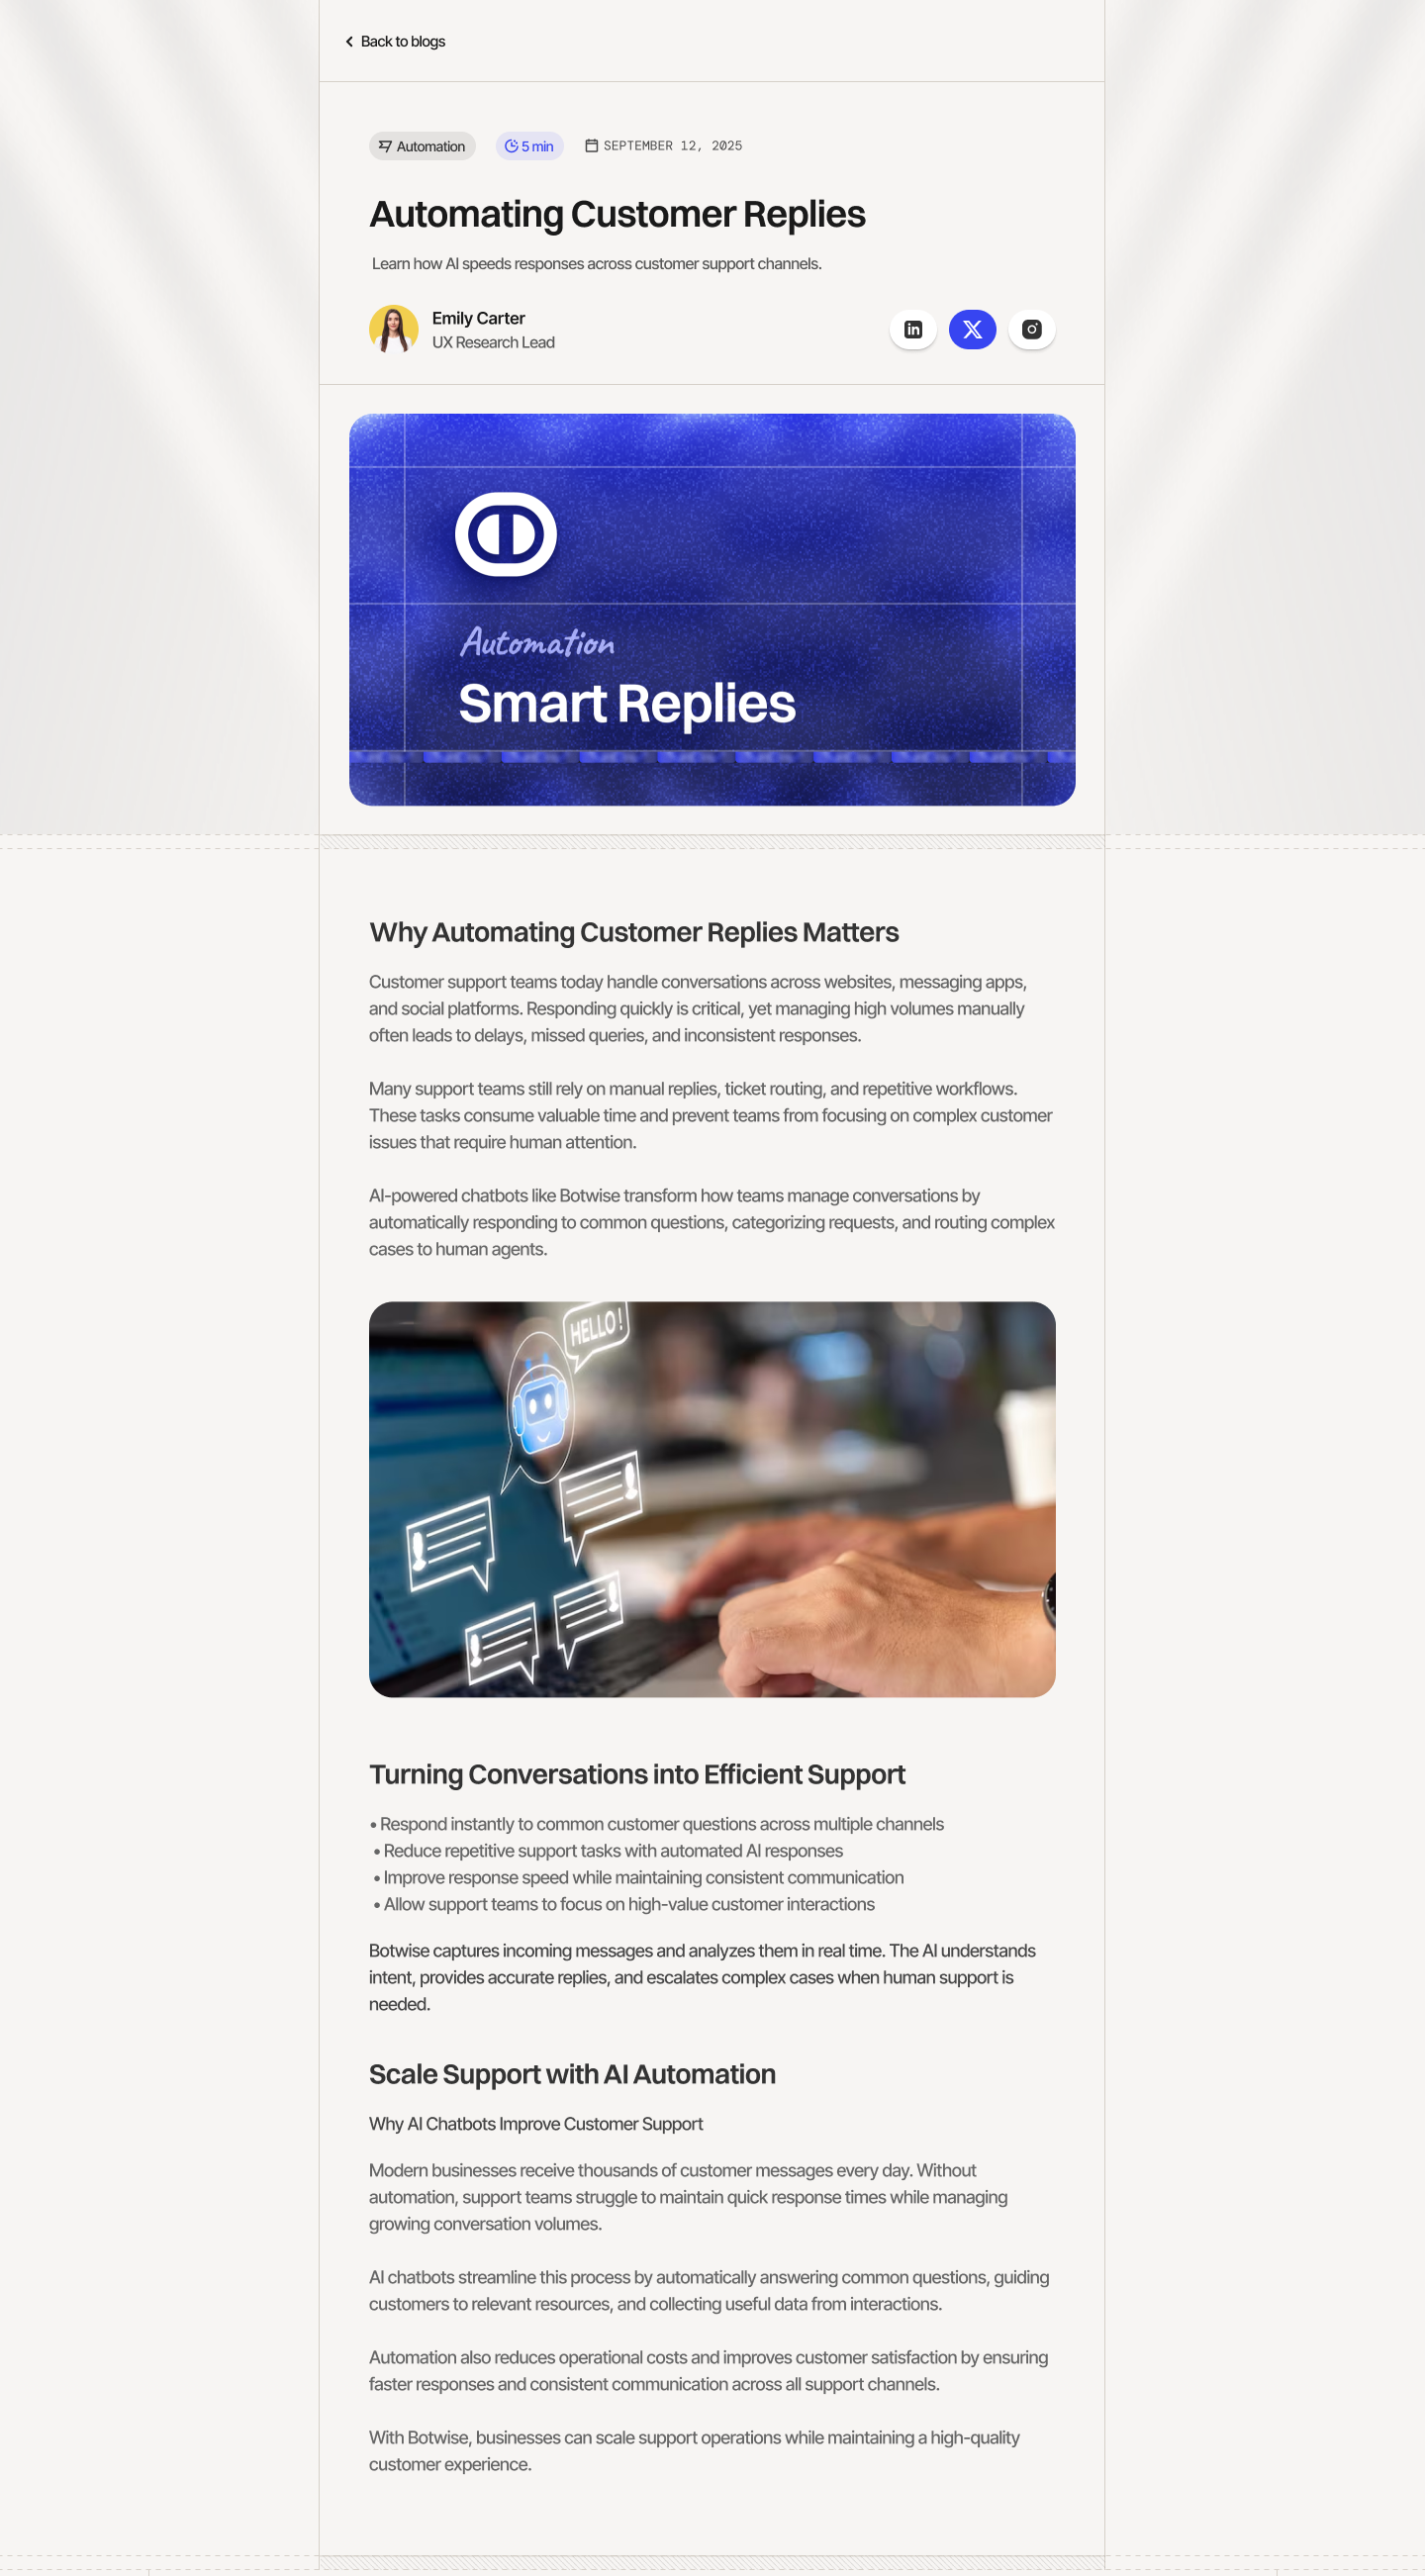 Back to blogs
Automation
5 min
SEPTEMBER 12, 2025
Automating Customer Replies
Learn how AI speeds responses across customer support channels.
Emily Carter
UX Research Lead
Automation
Smart Replies
Why Automating Customer Replies Matters
Customer support teams today handle conversations across websites, messaging apps,
and social platforms. Responding quickly is critical, yet managing high volumes manually
often leads to delays, missed queries, and inconsistent responses.
Many support teams still rely on manual replies, ticket routing, and repetitive workflows.
These tasks consume valuable time and prevent teams from focusing on complex customer
issues that require human attention.
AI-powered chatbots like Botwise transform how teams manage conversations by
automatically responding to common questions, categorizing requests, and routing complex
cases to human agents.
HELLO!
Turning Conversations into Efficient Support
• Respond instantly to common customer questions across multiple channels
• Reduce repetitive support tasks with automated AI responses
• Improve response speed while maintaining consistent communication
• Allow support teams to focus on high-value customer interactions
Botwise captures incoming messages and analyzes them in real time. The AI understands
intent, provides accurate replies, and escalates complex cases when human support is
needed.
Scale Support with AI Automation
Why AI Chatbots Improve Customer Support
Modern businesses receive thousands of customer messages every day. Without
automation, support teams struggle to maintain quick response times while managing
growing conversation volumes.
AI chatbots streamline this process by automatically answering common questions, guiding
customers to relevant resources, and collecting useful data from interactions.
Automation also reduces operational costs and improves customer satisfaction by ensuring
faster responses and consistent communication across all support channels.
With Botwise, businesses can scale support operations while maintaining a high-quality
customer experience.